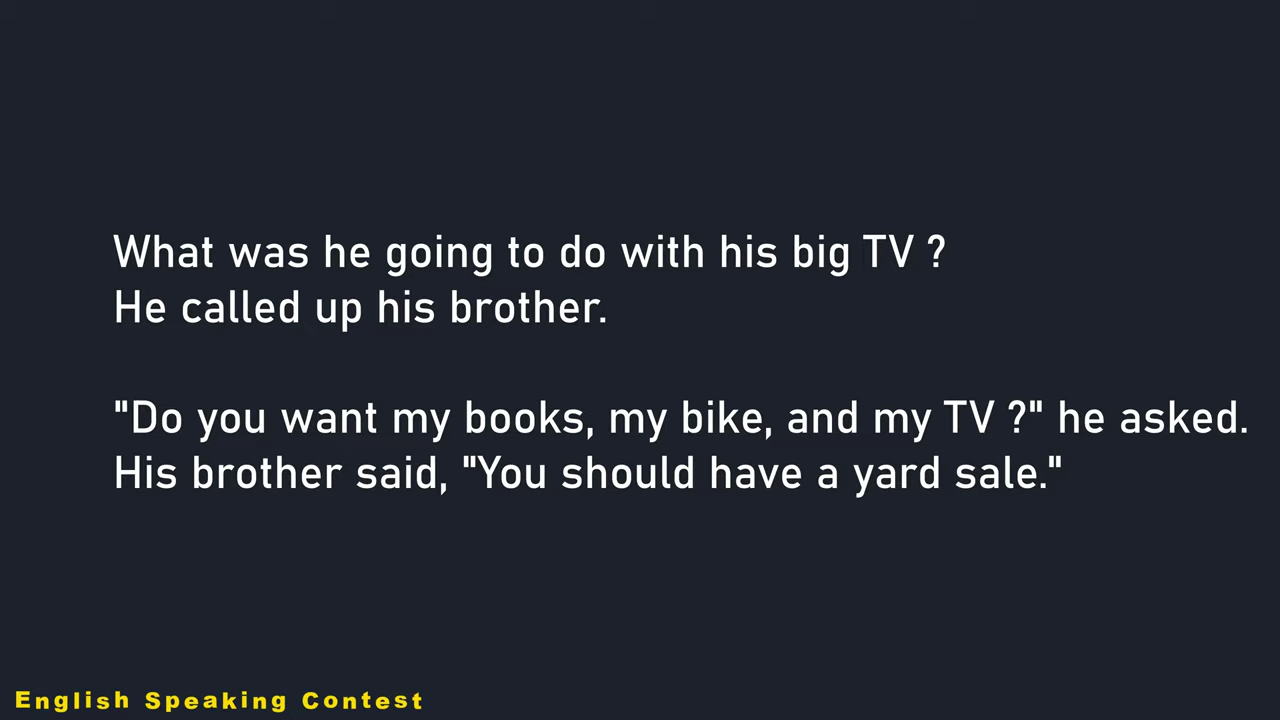 What was he going to do with his big TV ?
He called up his brother.
"Do you want my books, my bike, and my TV ?" he asked.
His brother said, "You should have a yard sale."
English Speaking Contest